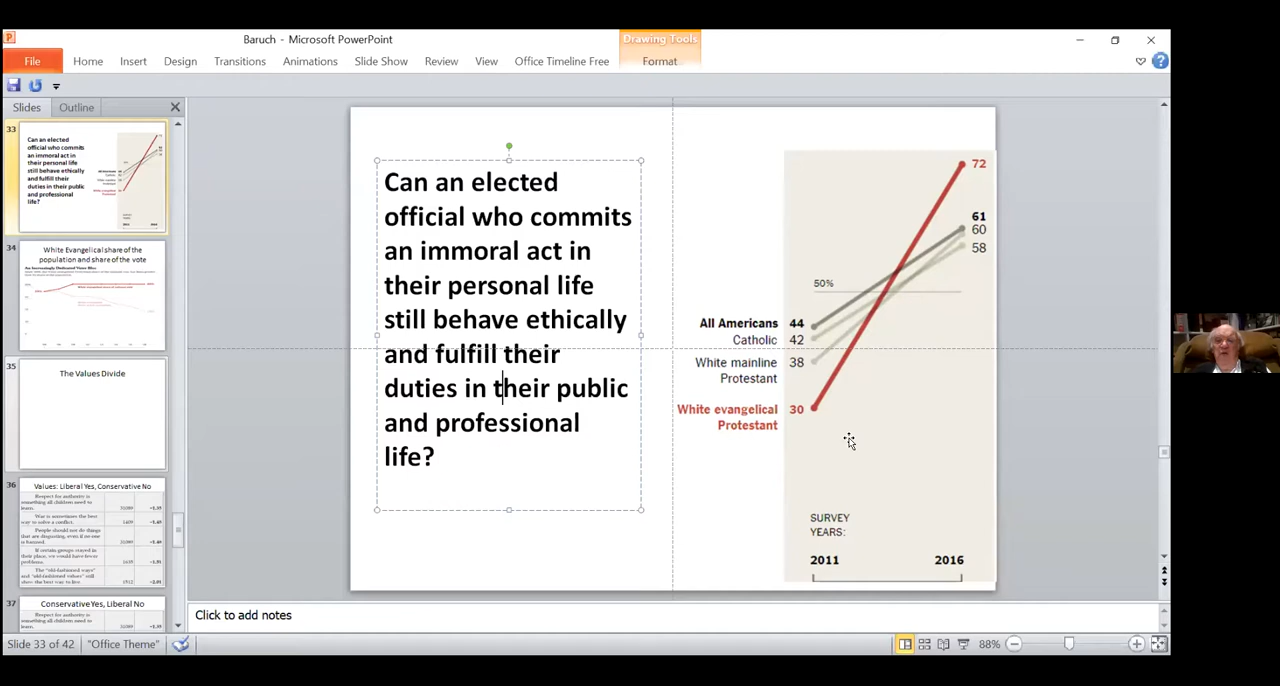 Baruch - Microsoft PowerPoint
Drawing Tools
File Home Insert Design Transitions Animations Slide Show Review View Office Timeline Free Format
Slides Outline
33
Can an elected
official who commits
an immoral act in
their personal life
still behave ethically
and fulfill their
duties in their public
and professional
life?
34
White Evangelical share of the
population and share of the vote
35
The Values Divide
36
Values: Liberal Yes, Conservative No
Respect for authority is
something all children need to
learn.
War is sometimes the best
way to solve a conflict.
People should not do things
that are disgusting, even if no one
is harmed.
If certain groups stayed in
their place, we would have fewer
problems.
The "old-fashioned ways"
and "old-fashioned values" still
show the best way to live.
37
Conservative Yes, Liberal No
Respect for authority is
something all children need to
learn.
Can an elected
official who commits
an immoral act in
their personal life
still behave ethically
and fulfill their
duties in their public
and professional
life?
72
61
60
58
50%
All Americans 44
Catholic 42
White mainline 38
Protestant
White evangelical 30
Protestant
SURVEY
YEARS:
2011 2016
Click to add notes
Slide 33 of 42 "Office Theme" 88%